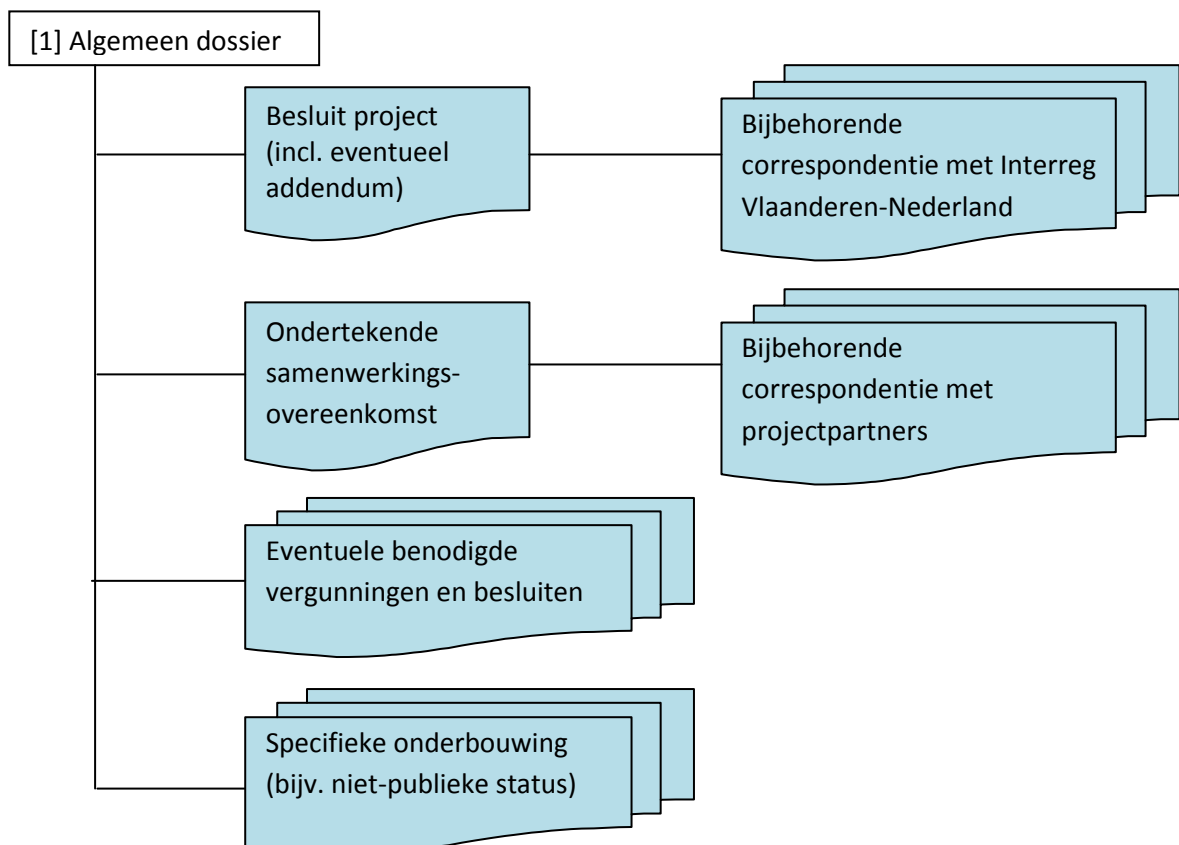 [1] Algemeen dossier
Besluit project
(incl. eventueel
addendum)
Bijbehorende
correspondentie met Interreg
Vlaanderen-Nederland
Ondertekende
samenwerkings-
overeenkomst
Bijbehorende
correspondentie met
projectpartners
Eventuele benodigde
vergunningen en besluiten
Specifieke onderbouwing
(bijv. niet-publieke status)